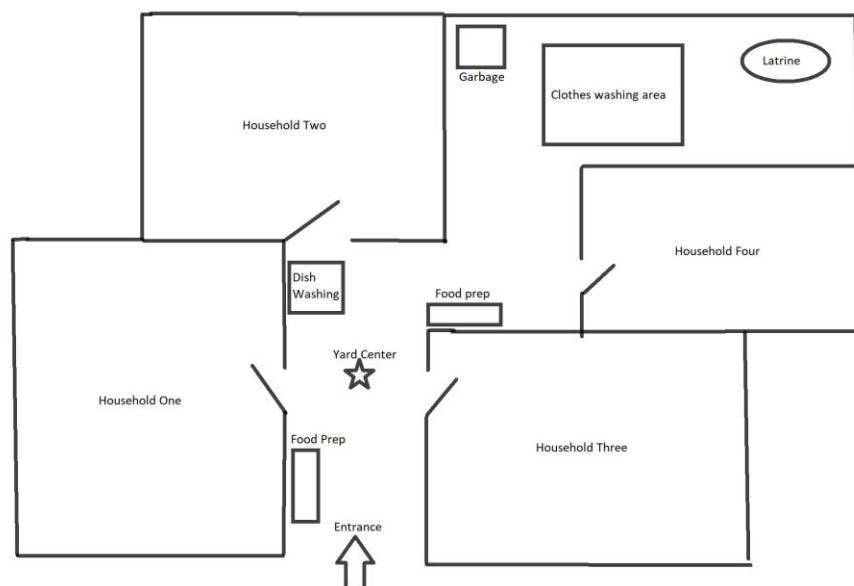 Garbage
Clothes washing area
Latrine
Household Two
Household Four
Dish
Washing
Food prep
Yard Center
Household One
Food Prep
Household Three
Entrance